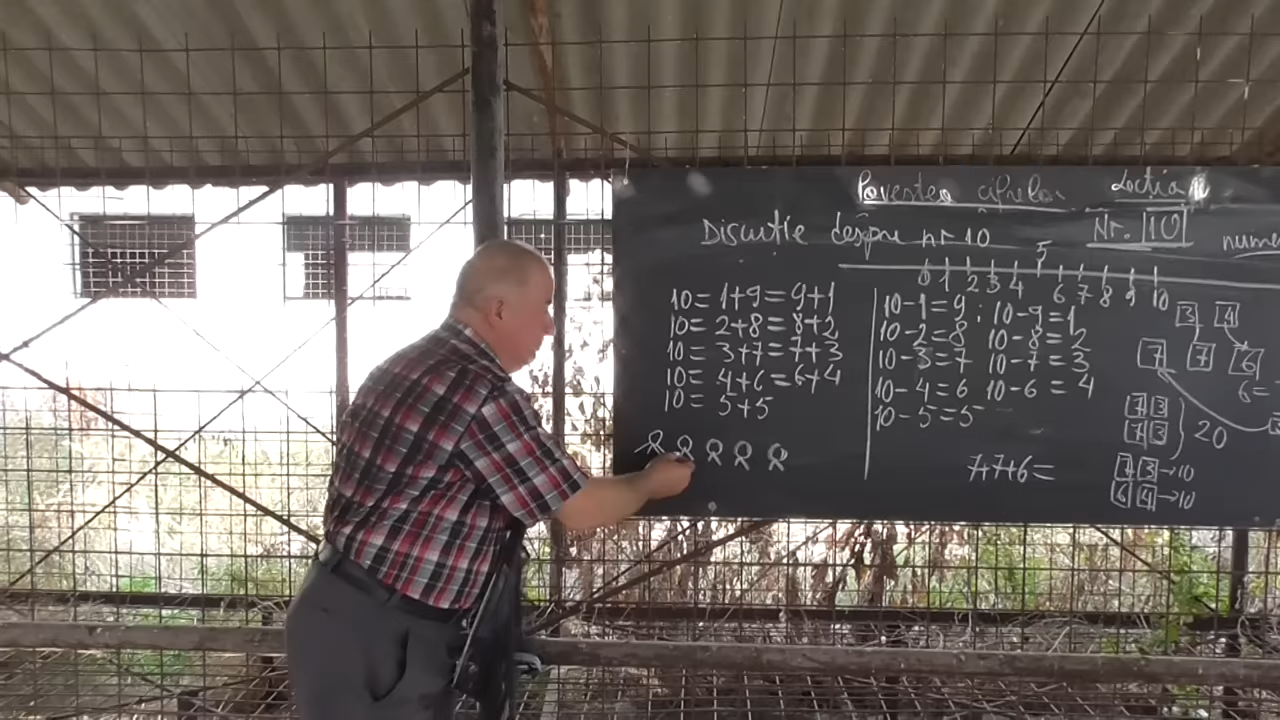 Povestea cifrelor Lecția
Discuție despre nr 10
Nr. 10
nume
0 1 2 3 4 5 6 7 8 9 10
10 = 1+9 = 9+1
10 = 2+8 = 8+2
10 = 3+7 = 7+3
10 = 4+6 = 6+4
10 = 5+5
10-1=9 ; 10-9=1
10-2=8 10-8=2
10-3=7 10-7=3
10-4=6 10-6=4
10-5=5
7+7+6=
3 4
7 7 6
6=
7 3
7 3
20
7 3 → 10
6 4 → 10